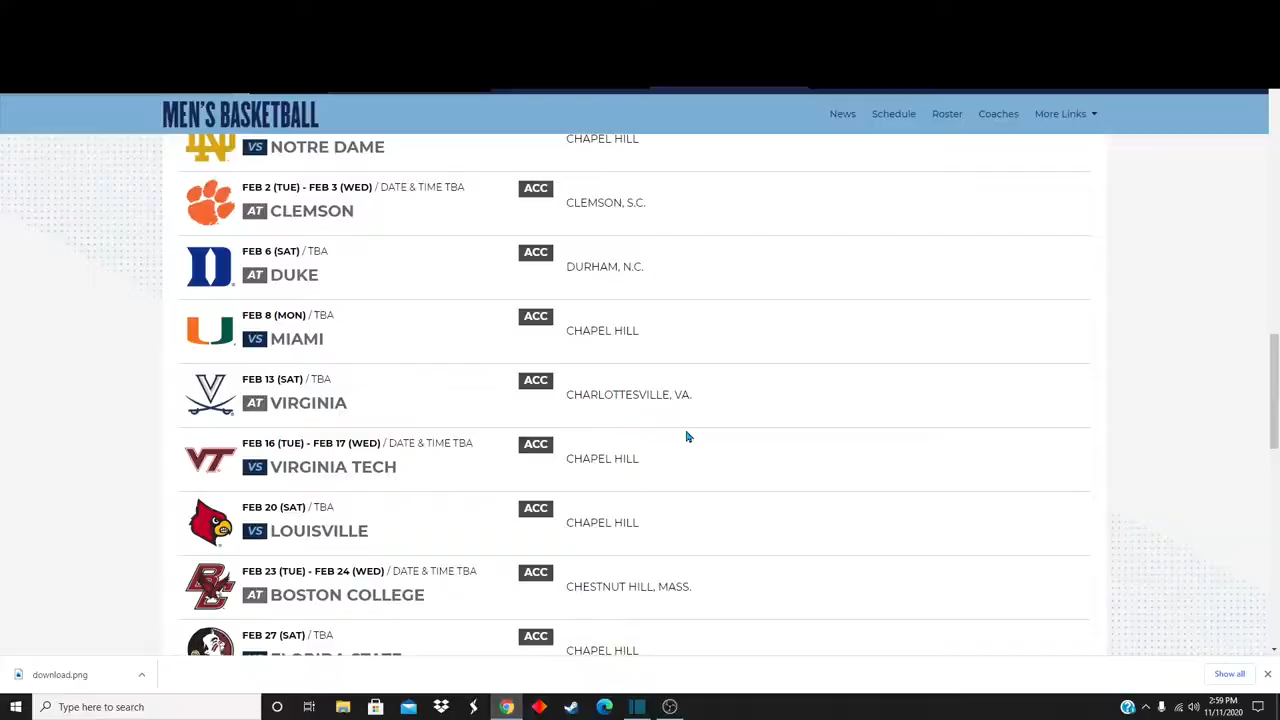 MEN'S BASKETBALL
News Schedule Roster Coaches More Links
CHAPEL HILL
VS NOTRE DAME
FEB 2 (TUE) - FEB 3 (WED) / DATE & TIME TBA ACC
CLEMSON, S.C.
AT CLEMSON
FEB 6 (SAT) / TBA ACC
DURHAM, N.C.
AT DUKE
FEB 8 (MON) / TBA ACC
CHAPEL HILL
VS MIAMI
FEB 13 (SAT) / TBA ACC
CHARLOTTESVILLE, VA.
AT VIRGINIA
FEB 16 (TUE) - FEB 17 (WED) / DATE & TIME TBA ACC
CHAPEL HILL
VT
VS VIRGINIA TECH
FEB 20 (SAT) / TBA ACC
CHAPEL HILL
VS LOUISVILLE
FEB 23 (TUE) - FEB 24 (WED) / DATE & TIME TBA ACC
CHESTNUT HILL, MASS.
BC
AT BOSTON COLLEGE
FEB 27 (SAT) / TBA ACC
CHAPEL HILL
FLORIDA STATE
download.png Show all
Type here to search
2:59 PM
11/11/2020